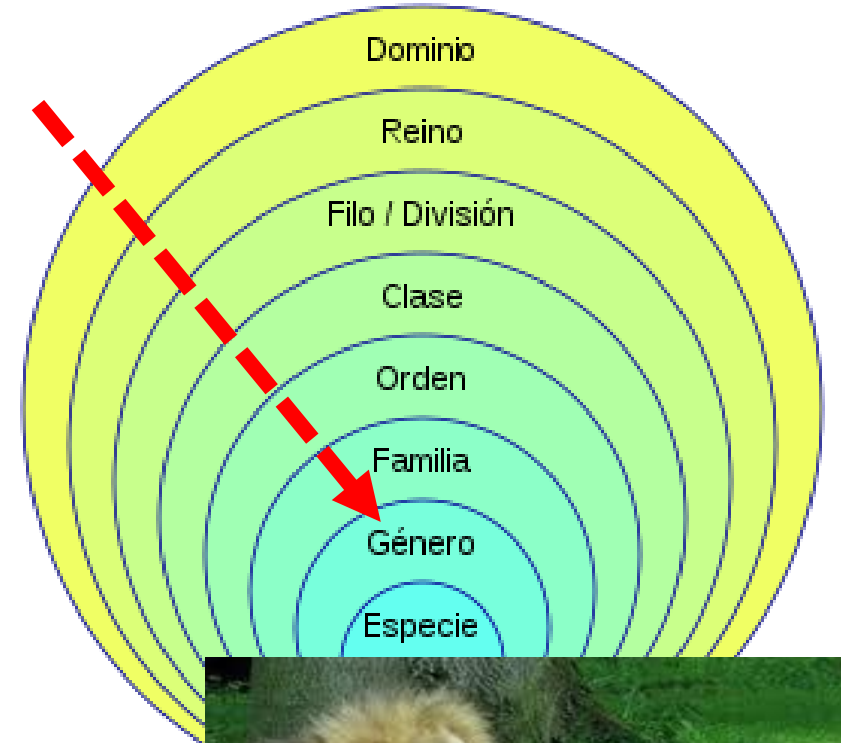 Dominio
Reino
Filo / División
Clase
Orden
Familia
Género
Especie